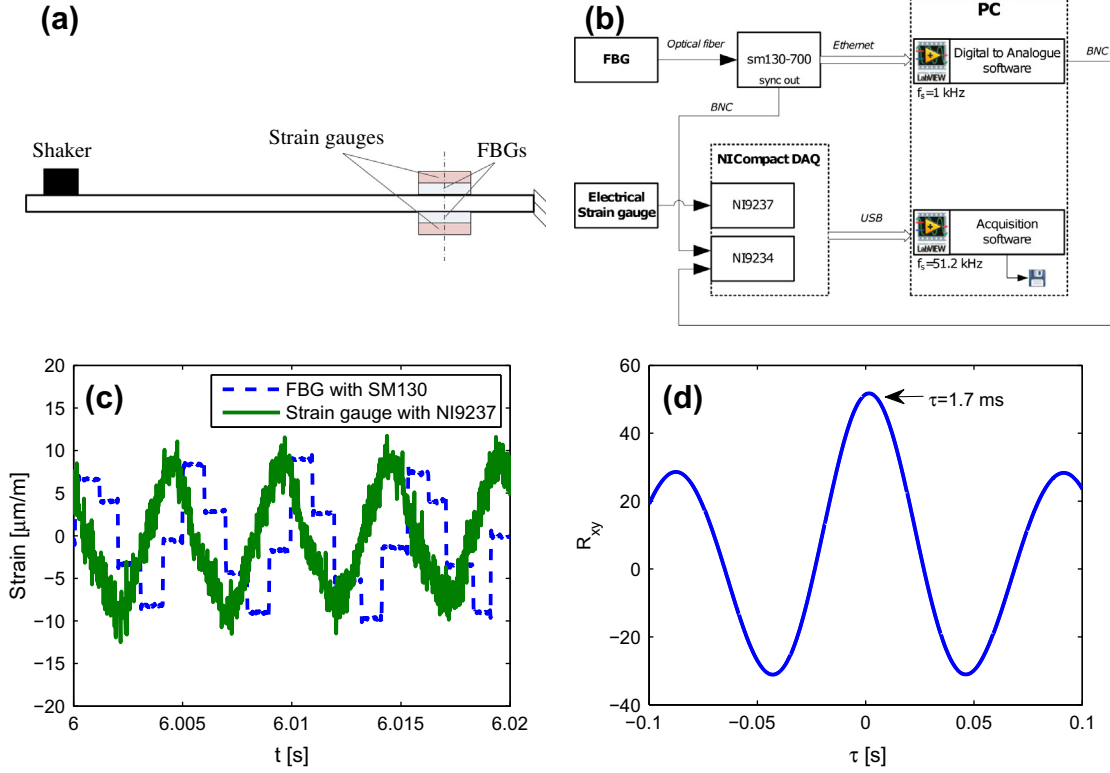 (a)
Shaker
Strain gauges
FBGs
(b)
PC
FBG
Optical fiber
sm130-700
sync out
Ethernet
LabVIEW
Digital to Analogue
software
BNC
fs=1 kHz
BNC
NI Compact DAQ
Electrical
Strain gauge
NI9237
NI9234
USB
LabVIEW
Acquisition
software
fs=51.2 kHz
(c)
FBG with SM130
Strain gauge with NI9237
Strain [µm/m]
20
15
10
5
0
−5
−10
−15
−20
6
6.005
6.01
6.015
6.02
t [s]
(d)
τ=1.7 ms
Rxy
60
40
20
0
−20
−40
−0.1
−0.05
0
0.05
0.1
τ [s]